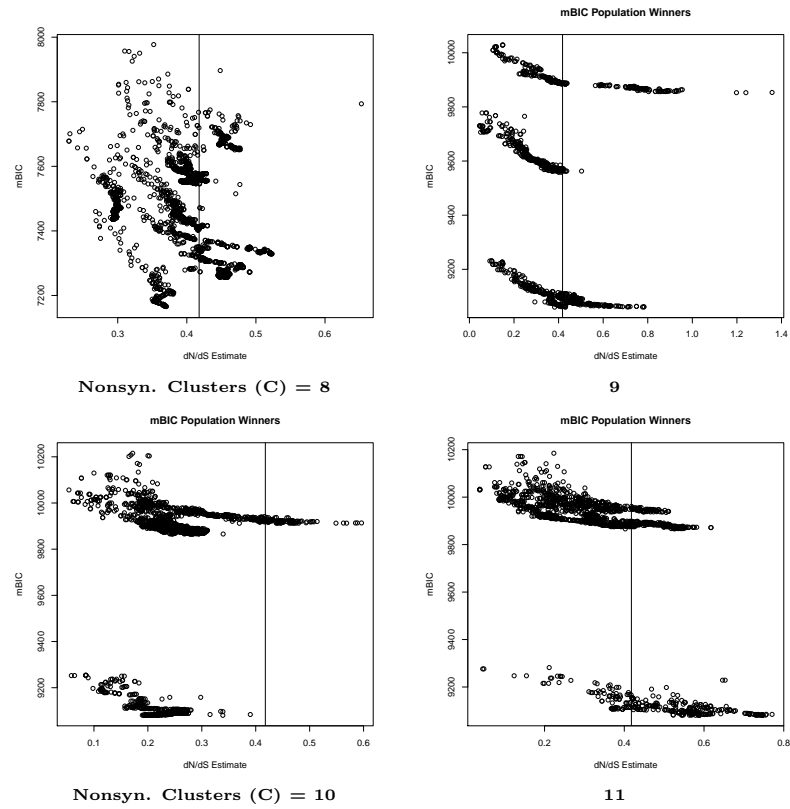 mBIC Population Winners
7200 7400 7600 7800 8000
mBIC
0.3 0.4 0.5 0.6
dN/dS Estimate
Nonsyn. Clusters (C) = 8
9200 9400 9600 9800 10000
mBIC
0.0 0.2 0.4 0.6 0.8 1.0 1.2 1.4
dN/dS Estimate
9
mBIC Population Winners
9200 9400 9600 9800 10000 10200
mBIC
0.1 0.2 0.3 0.4 0.5 0.6
dN/dS Estimate
Nonsyn. Clusters (C) = 10
mBIC Population Winners
9200 9400 9600 9800 10000 10200
mBIC
0.2 0.4 0.6 0.8
dN/dS Estimate
11